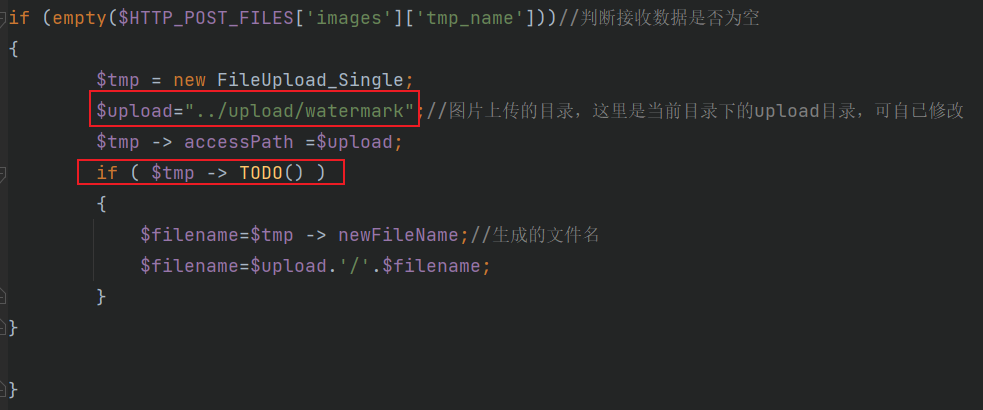 if (empty($HTTP_POST_FILES['images']['tmp_name']))//判断接收数据是否为空
{
$tmp = new FileUpload_Single;
$upload="../upload/watermark";//图片上传的目录，这里是当前目录下的upload目录，可自已修改
$tmp -> accessPath =$upload;
if ( $tmp -> TODO() )
{
$filename=$tmp -> newFileName;//生成的文件名
$filename=$upload.'/'.$filename;
}
}
}